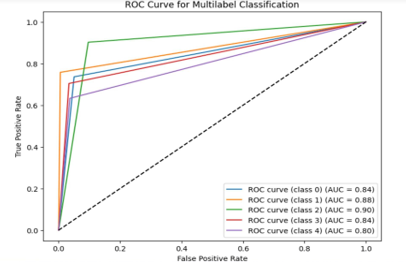 ROC Curve for Multilabel Classification
1.0
0.8
0.6
0.4
0.2
0.0
True Positive Rate
ROC curve (class 0) (AUC = 0.84)
ROC curve (class 1) (AUC = 0.88)
ROC curve (class 2) (AUC = 0.90)
ROC curve (class 3) (AUC = 0.84)
ROC curve (class 4) (AUC = 0.80)
0.0 0.2 0.4 0.6 0.8 1.0
False Positive Rate